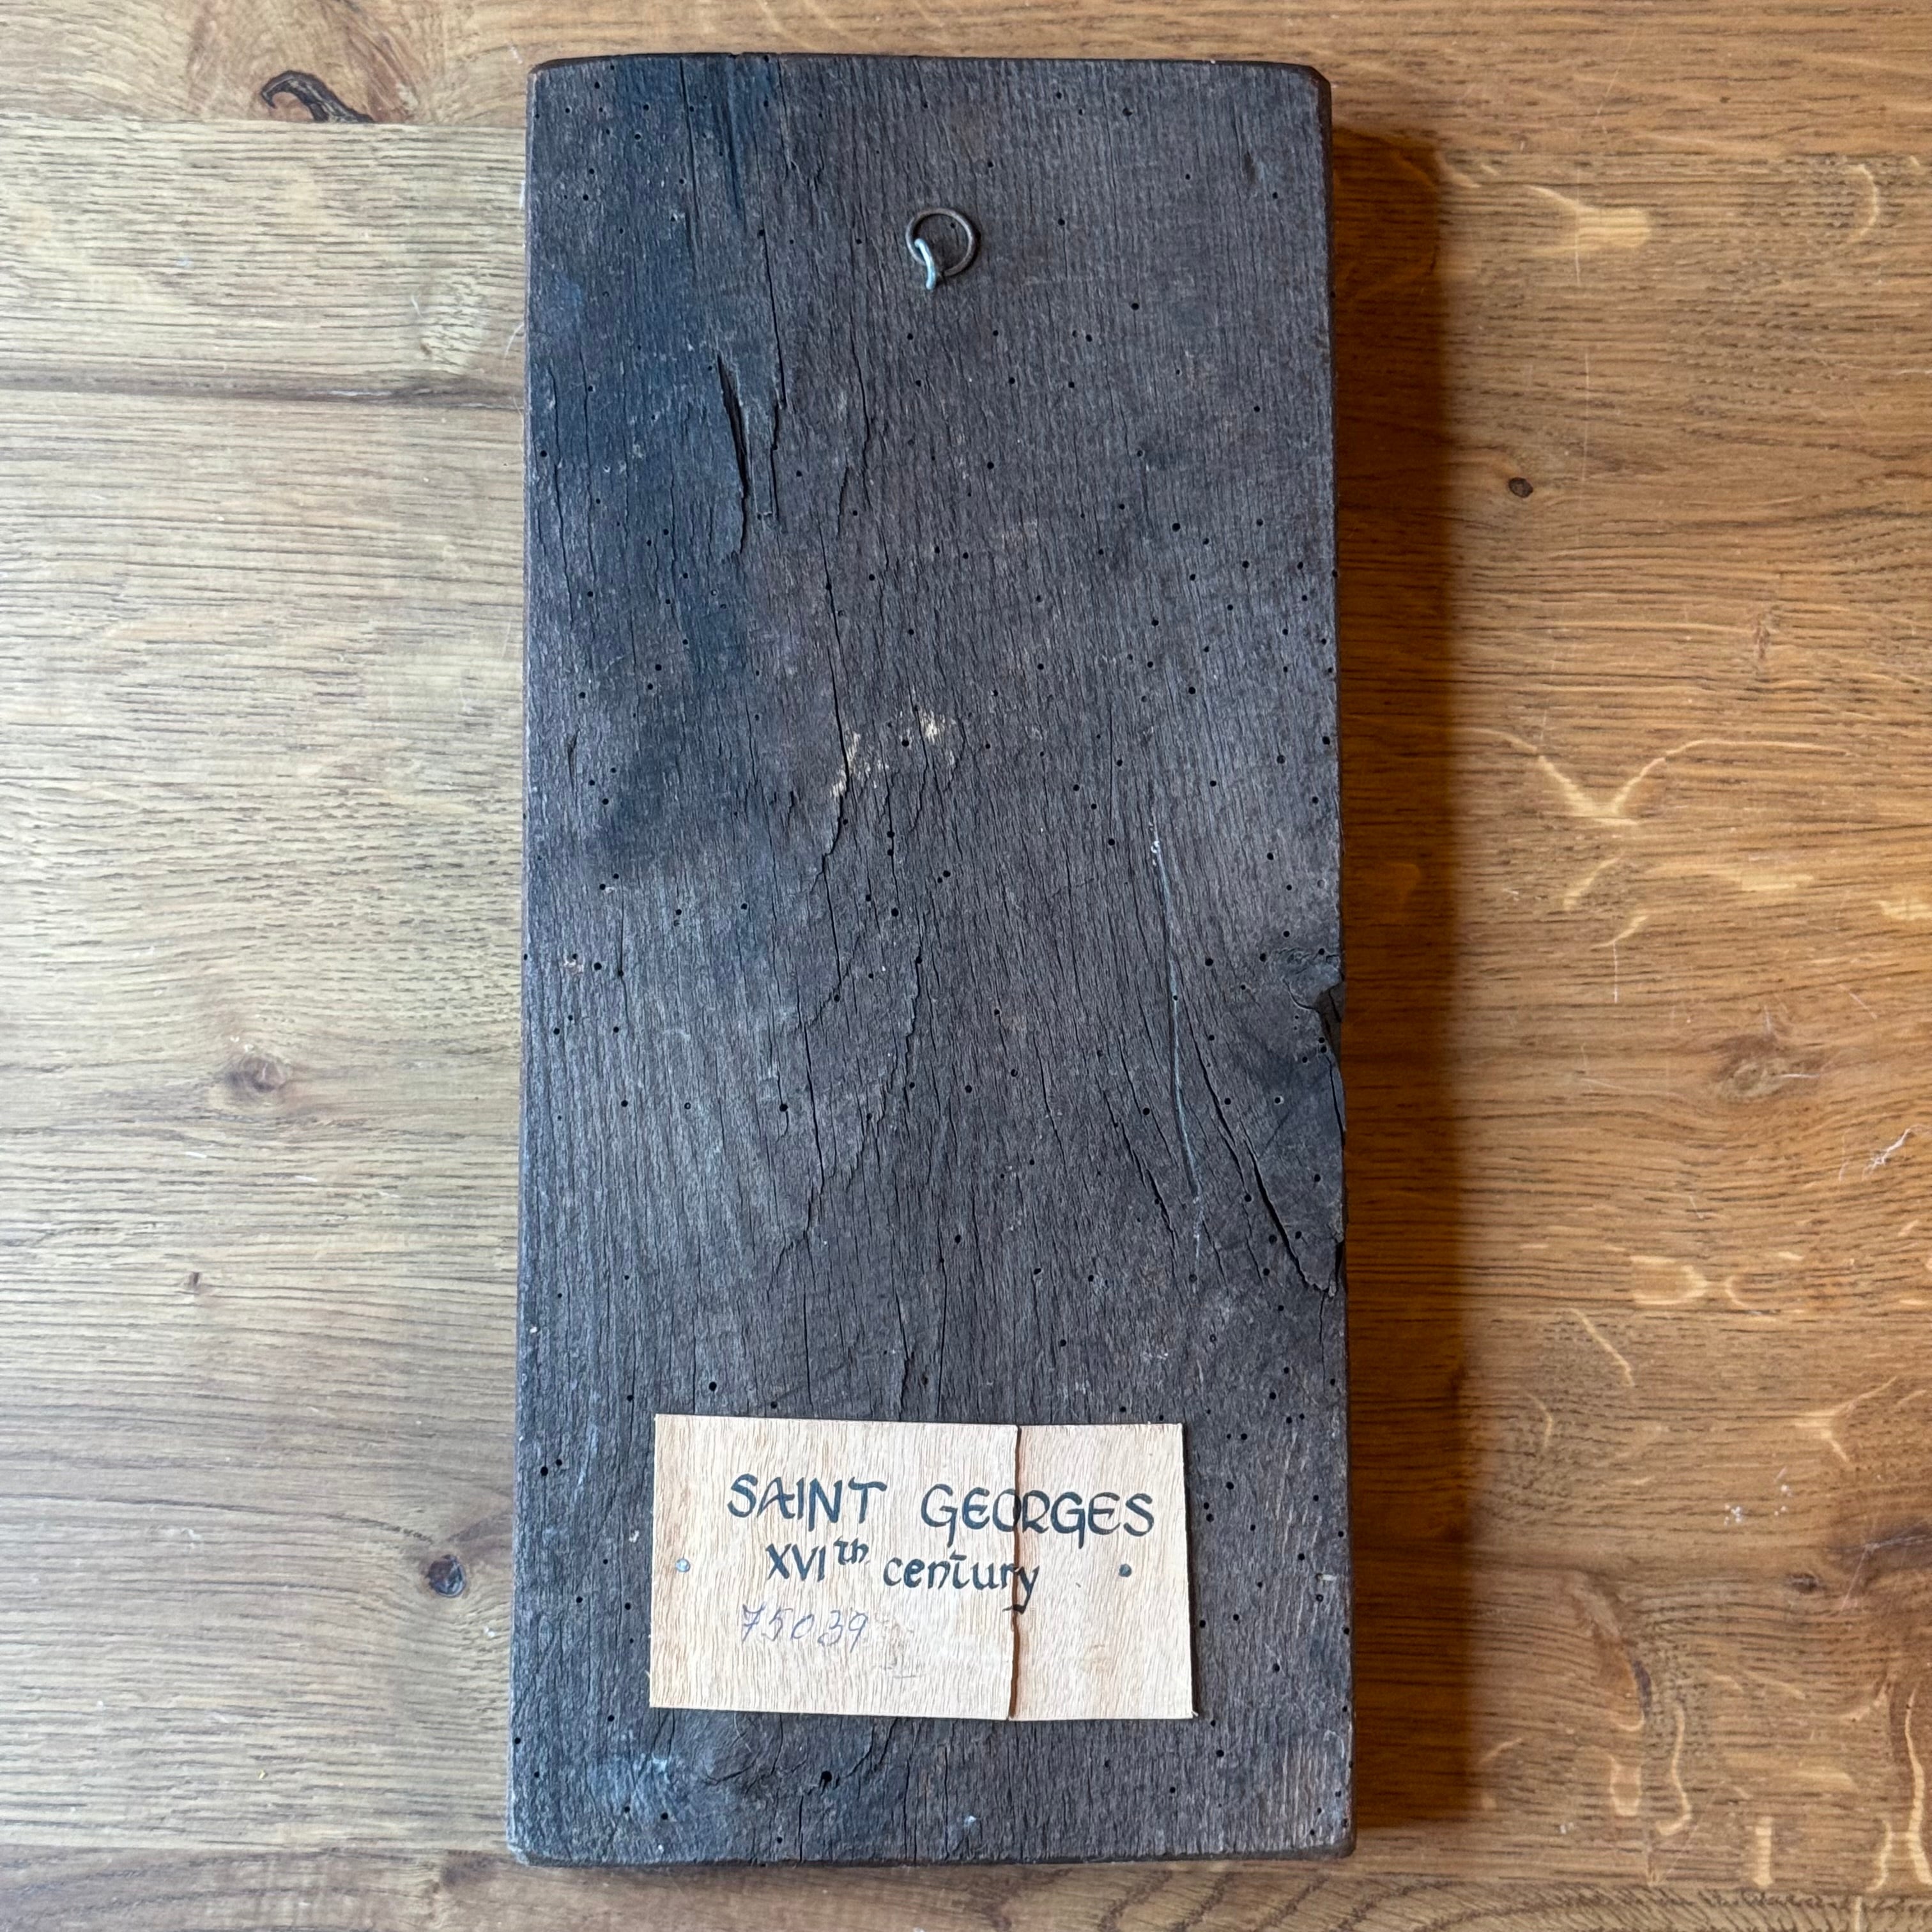 SAINT GEORGES
XVIth century
75039